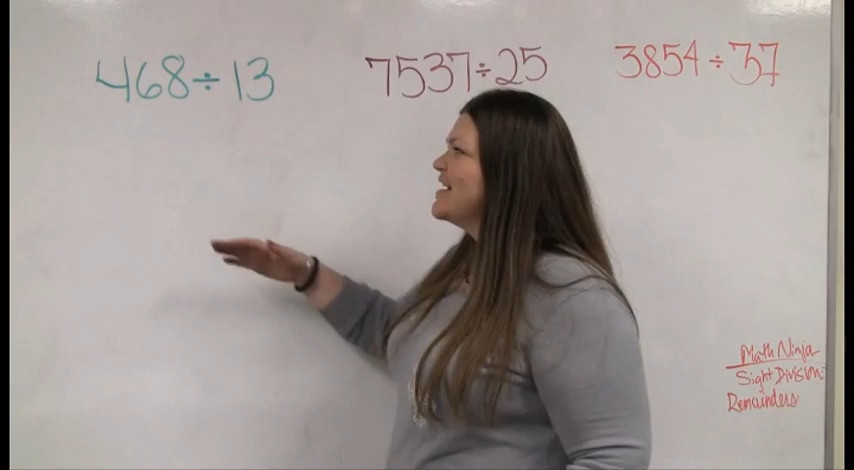 468÷13
7537÷25
3854÷37
Math Ninja
Sight Division
Remainders